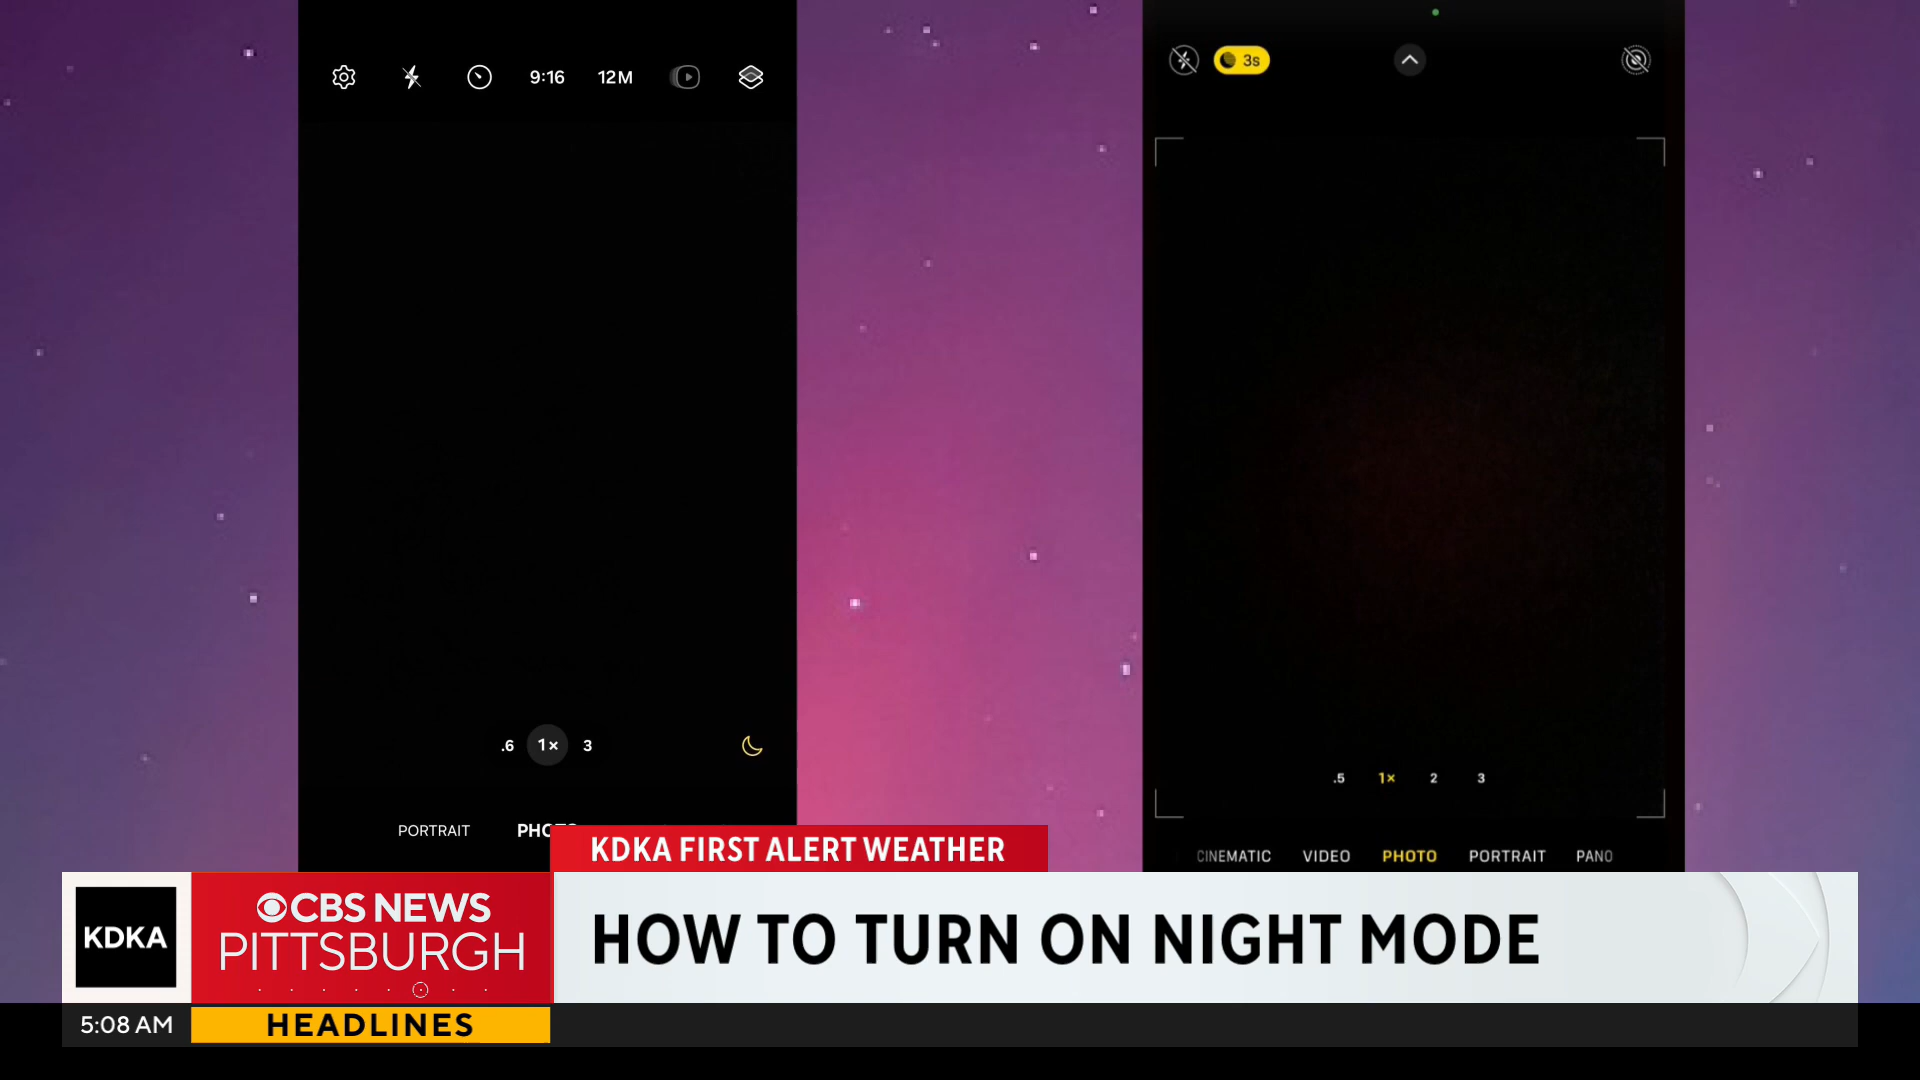 9:16 12M
3s
.6 1× 3
.5 1× 2 3
PORTRAIT
CINEMATIC VIDEO PHOTO PORTRAIT PANO
KDKA FIRST ALERT WEATHER
KDKA
CBS NEWS
PITTSBURGH
HOW TO TURN ON NIGHT MODE
5:08 AM
HEADLINES